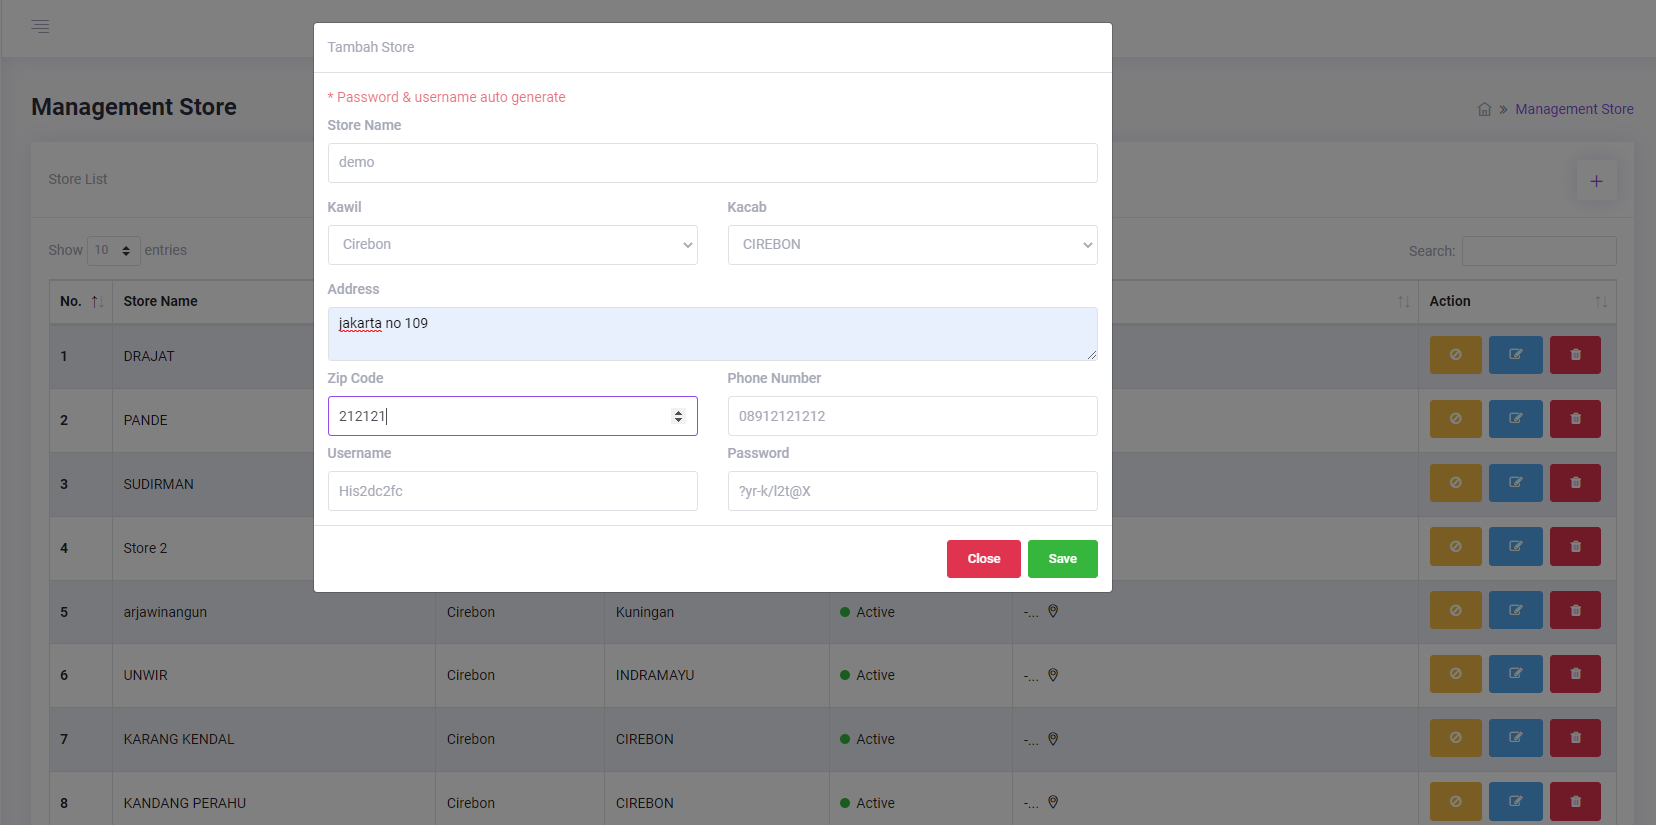 Tambah Store
* Password & username auto generate
Management Store
» Management Store
Store Name
demo
Store List
+
Kawil Kacab
Cirebon CIREBON
Show 10 entries Search:
Address
No. Store Name Action
jakarta no 109
1 DRAJAT
Zip Code Phone Number
212121 08912121212
2 PANDE
Username Password
3 SUDIRMAN
His2dc2fc ?yr-k/l2t@X
4 Store 2
Close Save
5 arjawinangun Cirebon Kuningan Active -...
6 UNWIR Cirebon INDRAMAYU Active -...
7 KARANG KENDAL Cirebon CIREBON Active -...
8 KANDANG PERAHU Cirebon CIREBON Active -...